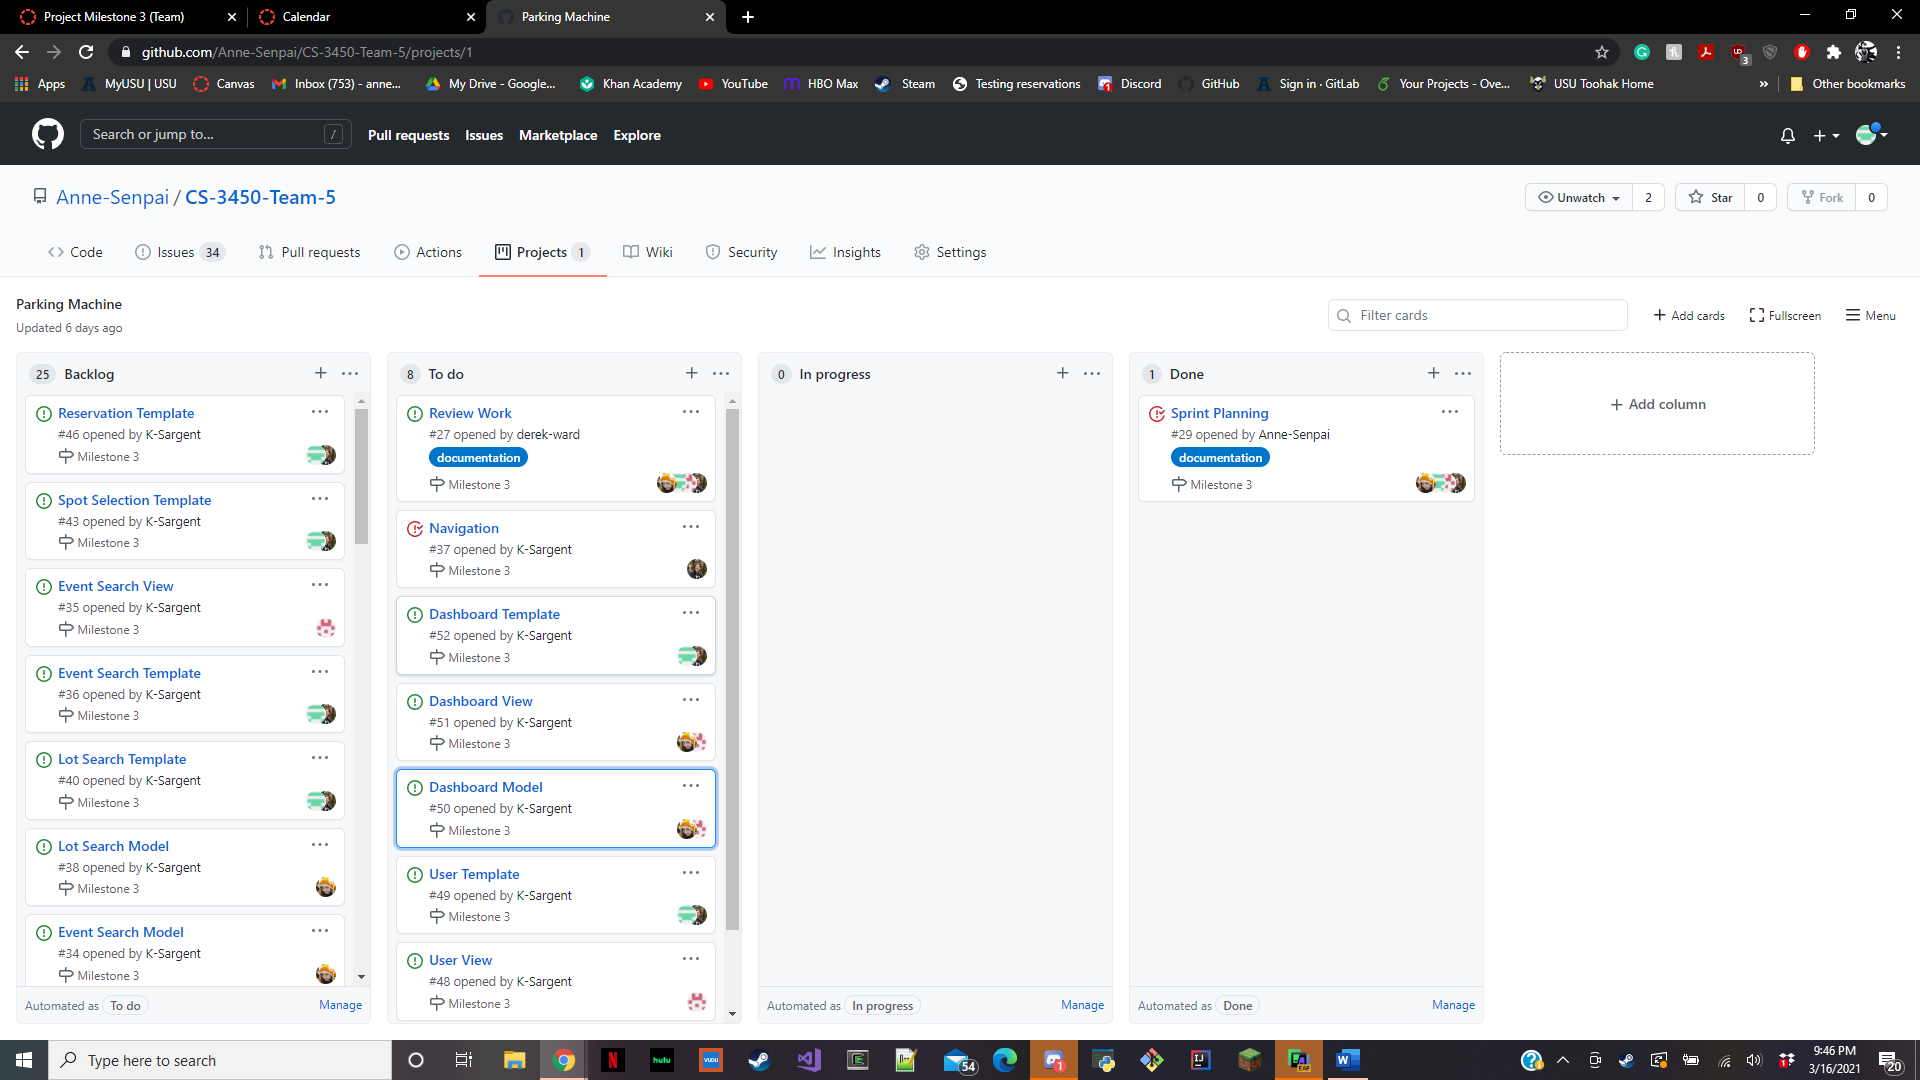 Project Milestone 3 (Team)
Calendar
Parking Machine
github.com/Anne-Senpai/CS-3450-Team-5/projects/1
3
Apps
MyUSU | USU
Canvas
Inbox (753) - anne...
My Drive - Google...
Khan Academy
YouTube
HBO Max
Steam
Testing reservations
Discord
GitHub
Sign in · GitLab
Your Projects - Ove...
USU Toohak Home
»
Other bookmarks
Search or jump to...
/
Pull requests
Issues
Marketplace
Explore
Anne-Senpai / CS-3450-Team-5
Unwatch 2
Star 0
Fork 0
Code
Issues 34
Pull requests
Actions
Projects 1
Wiki
Security
Insights
Settings
Parking Machine
Updated 6 days ago
Filter cards
+ Add cards
Fullscreen
Menu
25 Backlog
Reservation Template
#46 opened by K-Sargent
Milestone 3
Spot Selection Template
#43 opened by K-Sargent
Milestone 3
Event Search View
#35 opened by K-Sargent
Milestone 3
Event Search Template
#36 opened by K-Sargent
Milestone 3
Lot Search Template
#40 opened by K-Sargent
Milestone 3
Lot Search Model
#38 opened by K-Sargent
Milestone 3
Event Search Model
#34 opened by K-Sargent
Milestone 3
Automated as To do
Manage
8 To do
Review Work
#27 opened by derek-ward
documentation
Milestone 3
Navigation
#37 opened by K-Sargent
Milestone 3
Dashboard Template
#52 opened by K-Sargent
Milestone 3
Dashboard View
#51 opened by K-Sargent
Milestone 3
Dashboard Model
#50 opened by K-Sargent
Milestone 3
User Template
#49 opened by K-Sargent
Milestone 3
User View
#48 opened by K-Sargent
Milestone 3
0 In progress
Automated as In progress
Manage
1 Done
Sprint Planning
#29 opened by Anne-Senpai
documentation
Milestone 3
Automated as Done
Manage
+ Add column
Type here to search
hulu
VUDU
54
1
EAP
9:46 PM
3/16/2021
20